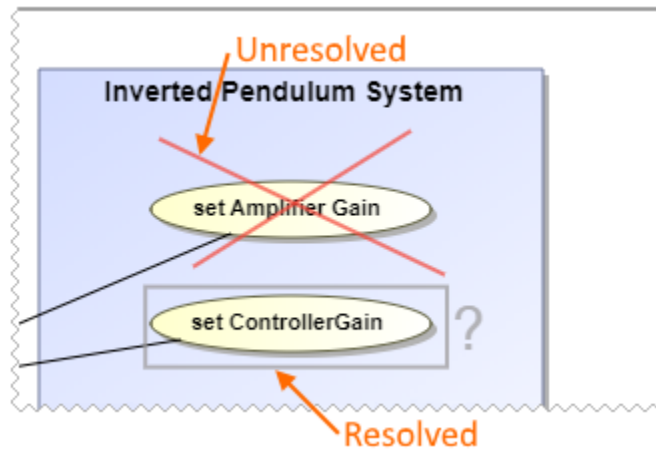 Unresolved
Inverted Pendulum System
set Amplifier Gain
set ControllerGain
?
Resolved